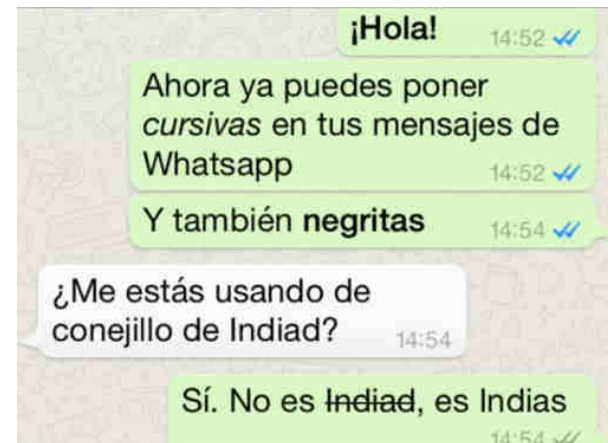 ¡Hola! 14:52
Ahora ya puedes poner
cursivas en tus mensajes de
Whatsapp 14:52
Y también negritas 14:54
¿Me estás usando de
conejillo de Indiad? 14:54
Sí. No es Indiad, es Indias
14:54